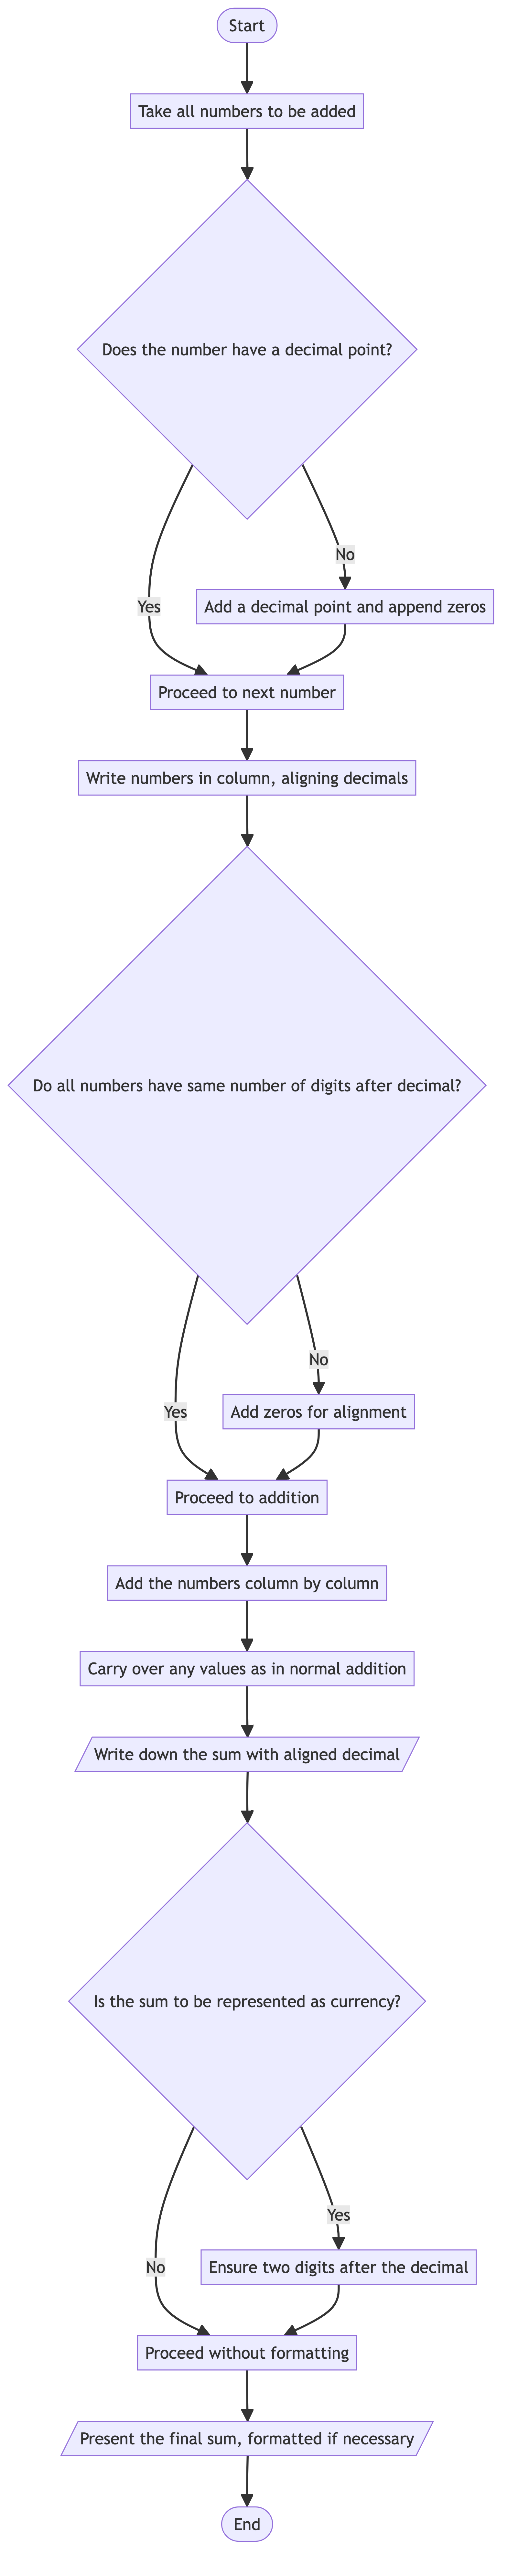 Start
Take all numbers to be added
Does the number have a decimal point?
No
Yes
Add a decimal point and append zeros
Proceed to next number
Write numbers in column, aligning decimals
Do all numbers have same number of digits after decimal?
No
Yes
Add zeros for alignment
Proceed to addition
Add the numbers column by column
Carry over any values as in normal addition
Write down the sum with aligned decimal
Is the sum to be represented as currency?
Yes
No
Ensure two digits after the decimal
Proceed without formatting
Present the final sum, formatted if necessary
End